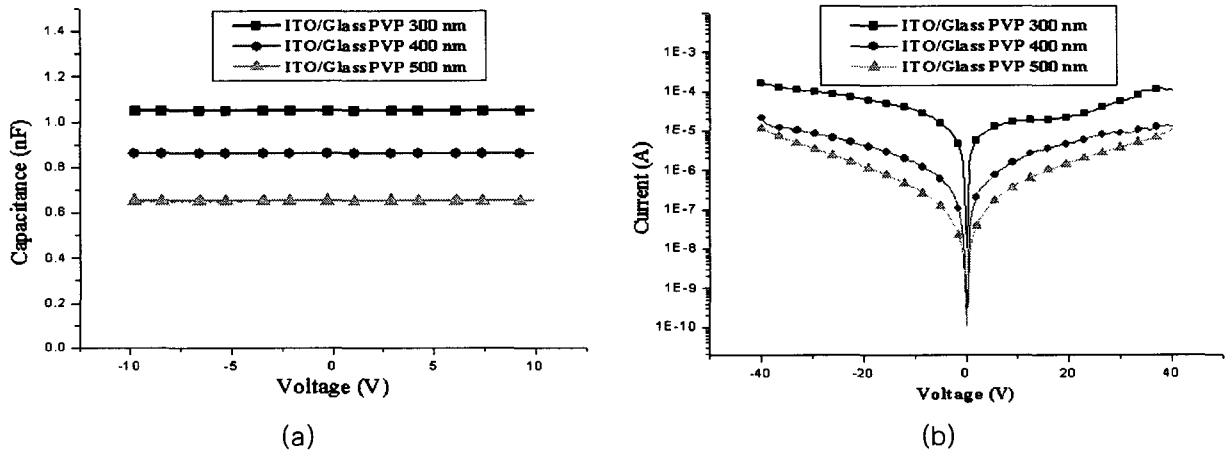 ITO/Glass PVP 300 nm
ITO/Glass PVP 400 nm
ITO/Glass PVP 500 nm
1.4
1.2
1.0
0.8
0.6
0.4
0.2
0.0
Capacitance (nF)
-10
-5
0
5
10
Voltage (V)
(a)
ITO/Glass PVP 300 nm
ITO/Glass PVP 400 nm
ITO/Glass PVP 500 nm
1E-3
1E-4
1E-5
1E-6
1E-7
1E-8
1E-9
1E-10
Current (A)
-40
-20
0
20
40
Voltage (V)
(b)